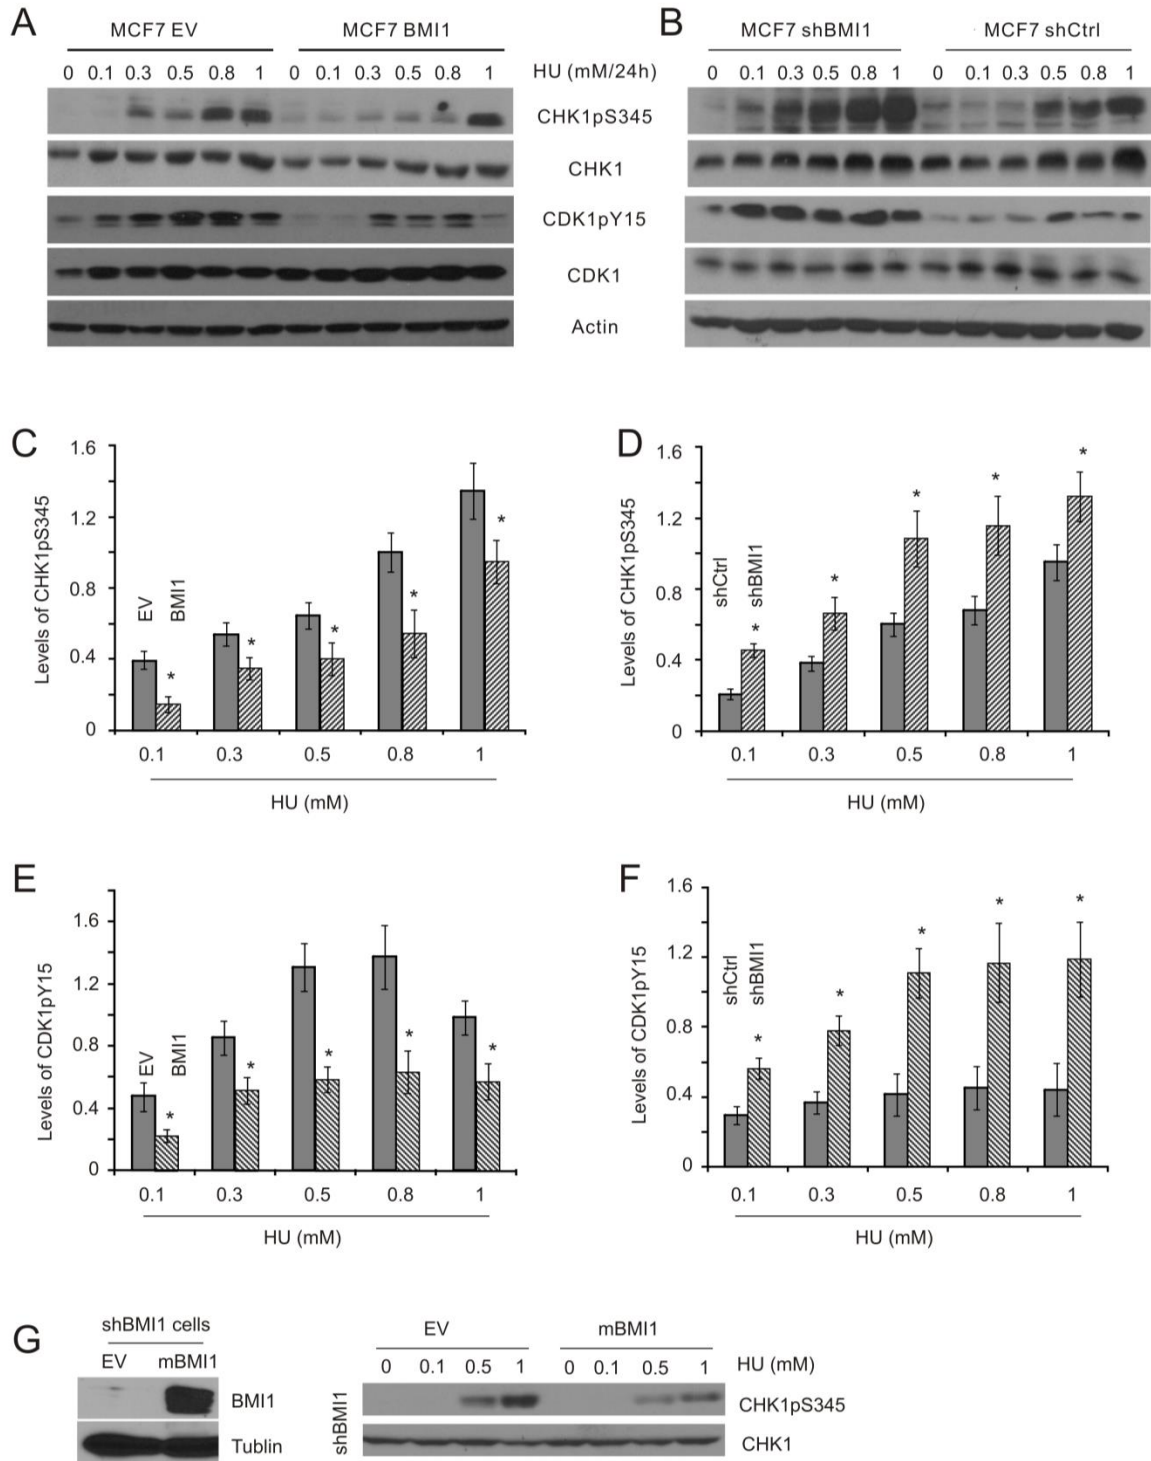 A
MCF7 EV MCF7 BMI1
0 0.1 0.3 0.5 0.8 1 0 0.1 0.3 0.5 0.8 1
HU (mM/24h)
B
MCF7 shBMI1 MCF7 shCtrl
0 0.1 0.3 0.5 0.8 1 0 0.1 0.3 0.5 0.8 1
CHK1pS345
CHK1
CDK1pY15
CDK1
Actin
C
Levels of CHK1pS345
1.6
1.2
0.8
0.4
0
EV
BMI1
* * * * *
0.1 0.3 0.5 0.8 1
HU (mM)
D
Levels of CHK1pS345
1.6
1.2
0.8
0.4
0
shCtrl
shBMI1
* * * * *
0.1 0.3 0.5 0.8 1
HU (mM)
E
Levels of CDK1pY15
1.6
1.2
0.8
0.4
0
EV
BMI1
* * * * *
0.1 0.3 0.5 0.8 1
HU (mM)
F
Levels of CDK1pY15
1.6
1.2
0.8
0.4
0
shCtrl
shBMI1
* * * * *
0.1 0.3 0.5 0.8 1
HU (mM)
G
shBMI1 cells
EV mBMI1
BMI1
Tublin
shBMI1
EV mBMI1
0 0.1 0.5 1 0 0.1 0.5 1 HU (mM)
CHK1pS345
CHK1